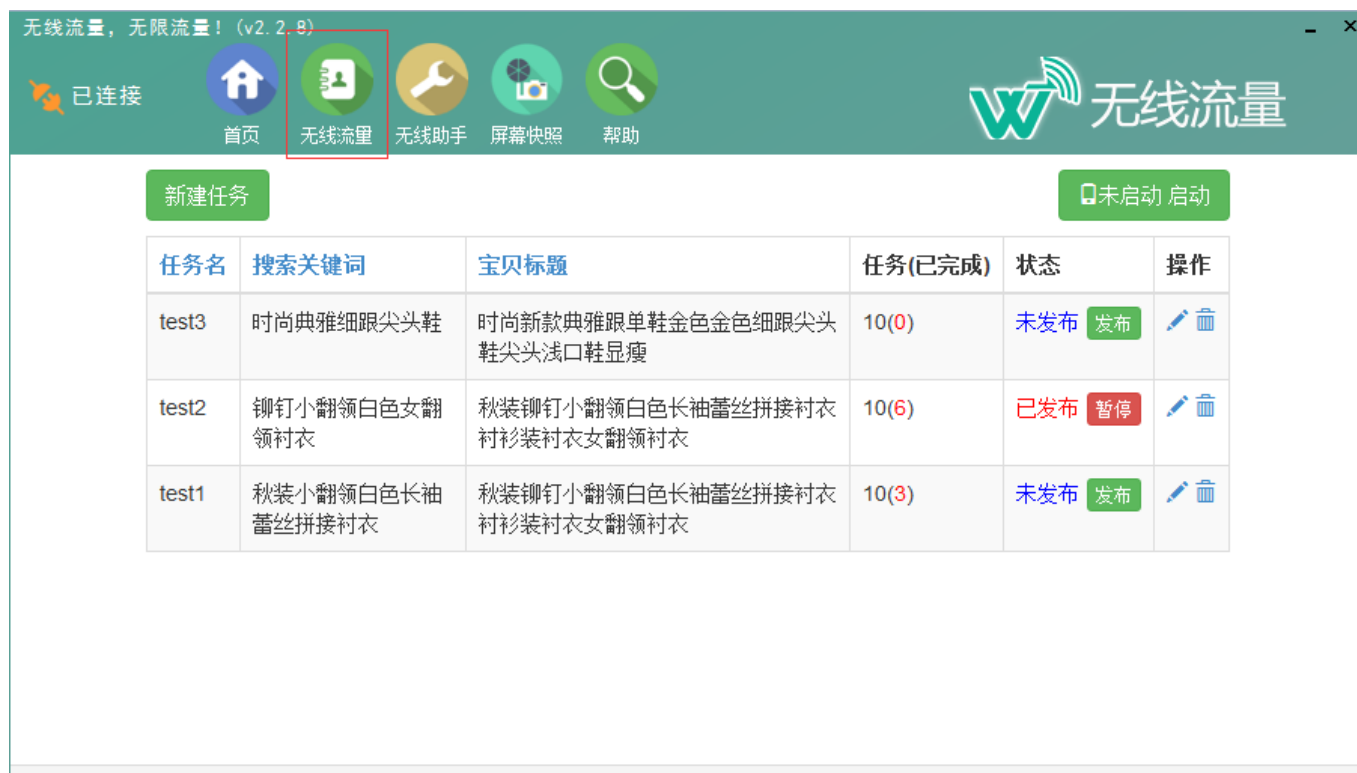 无线流量，无限流量！(v2.2.8)
已连接
首页
无线流量
无线助手
屏幕快照
帮助
W 无线流量
新建任务
未启动 启动
任务名 搜索关键词 宝贝标题 任务(已完成) 状态 操作
test3 时尚典雅细跟尖头鞋 时尚新款典雅跟单鞋金色金色细跟尖头 10(0) 未发布 发布
鞋尖头浅口鞋显瘦
test2 铆钉小翻领白色女翻 秋装铆钉小翻领白色长袖蕾丝拼接衬衣 10(6) 已发布 暂停
领衬衣 衬衫装衬衣女翻领衬衣
test1 秋装小翻领白色长袖 秋装铆钉小翻领白色长袖蕾丝拼接衬衣 10(3) 未发布 发布
蕾丝拼接衬衣 衬衫装衬衣女翻领衬衣